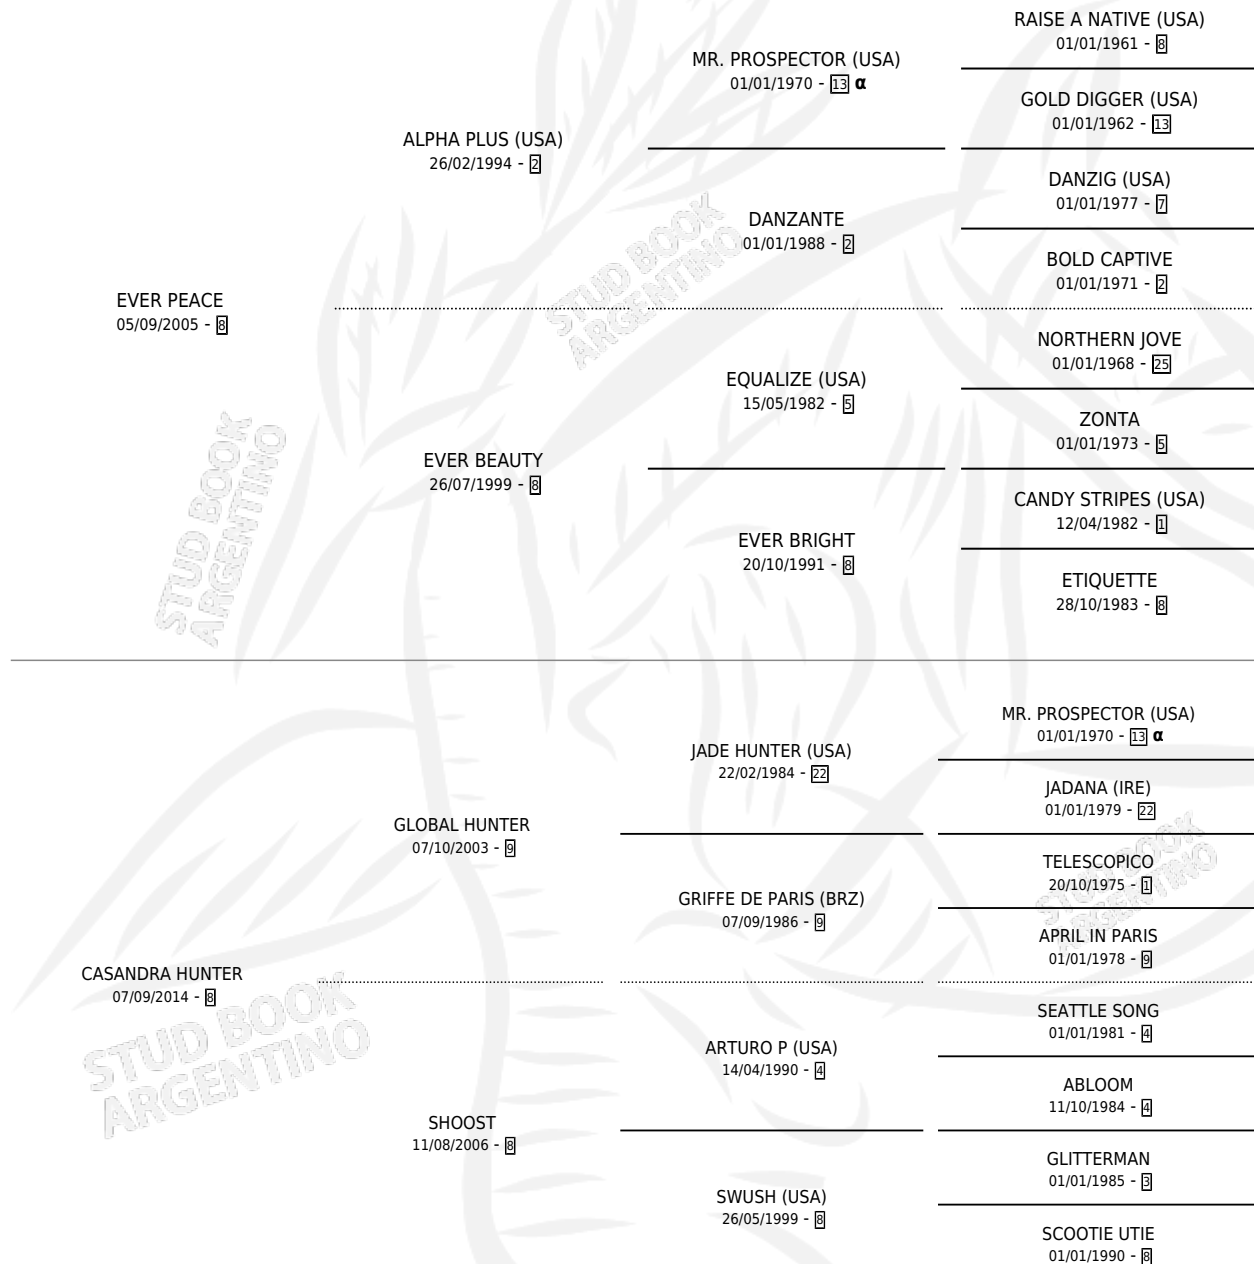 RAISE A NATIVE (USA)
01/01/1961 - 8
MR. PROSPECTOR (USA)
01/01/1970 - 13 α
GOLD DIGGER (USA)
01/01/1962 - 13
ALPHA PLUS (USA)
26/02/1994 - 2
DANZIG (USA)
01/01/1977 - 7
DANZANTE
01/01/1988 - 2
BOLD CAPTIVE
01/01/1971 - 2
EVER PEACE
05/09/2005 - 8
NORTHERN JOVE
01/01/1968 - 25
EQUALIZE (USA)
15/05/1982 - 5
ZONTA
01/01/1973 - 5
EVER BEAUTY
26/07/1999 - 8
CANDY STRIPES (USA)
12/04/1982 - 1
EVER BRIGHT
20/10/1991 - 8
ETIQUETTE
28/10/1983 - 8
STUD BOOK
ARGENTINO
STUD BOOK
ARGENTINO
MR. PROSPECTOR (USA)
01/01/1970 - 13 α
JADE HUNTER (USA)
22/02/1984 - 22
JADANA (IRE)
01/01/1979 - 22
GLOBAL HUNTER
07/10/2003 - 9
TELESCOPICO
20/10/1975 - 1
GRIFFE DE PARIS (BRZ)
07/09/1986 - 9
APRIL IN PARIS
01/01/1978 - 9
CASANDRA HUNTER
07/09/2014 - 8
SEATTLE SONG
01/01/1981 - 4
ARTURO P (USA)
14/04/1990 - 4
ABLOOM
11/10/1984 - 4
SHOOST
11/08/2006 - 8
GLITTERMAN
01/01/1985 - 3
SWUSH (USA)
26/05/1999 - 8
SCOOTIE UTIE
01/01/1990 - 8
STUD BOOK
ARGENTINO
STUD BOOK
ARGENTINO